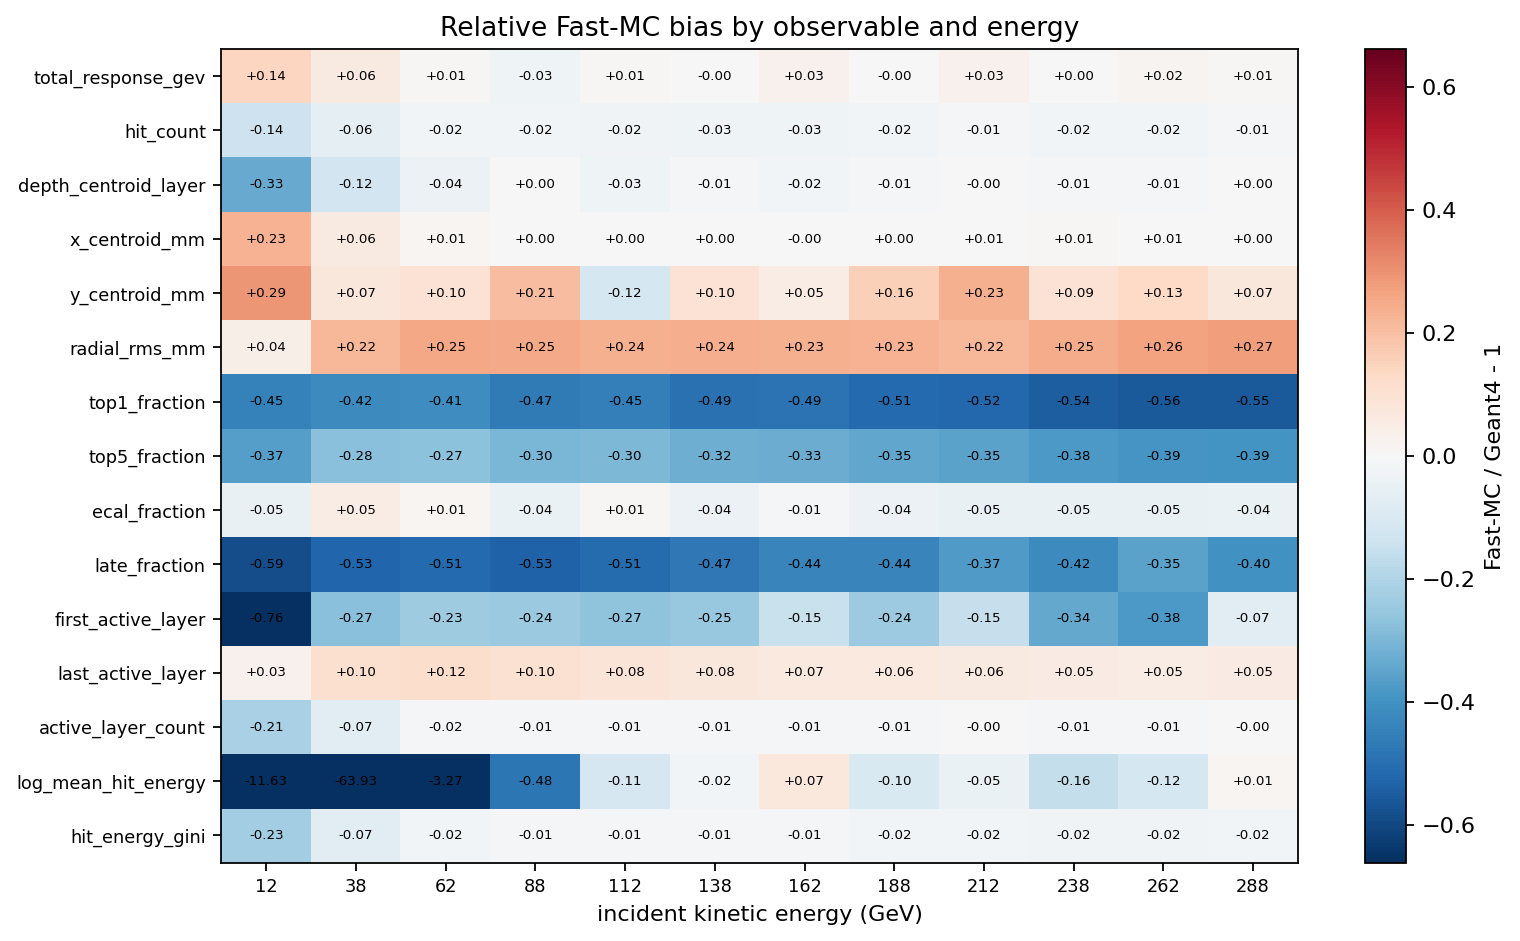 Relative Fast-MC bias by observable and energy
total_response_gev +0.14 +0.06 +0.01 -0.03 +0.01 -0.00 +0.03 -0.00 +0.03 +0.00 +0.02 +0.01
hit_count -0.14 -0.06 -0.02 -0.02 -0.02 -0.03 -0.03 -0.02 -0.01 -0.02 -0.02 -0.01
depth_centroid_layer -0.33 -0.12 -0.04 +0.00 -0.03 -0.01 -0.02 -0.01 -0.00 -0.01 -0.01 +0.00
x_centroid_mm +0.23 +0.06 +0.01 +0.00 +0.00 +0.00 -0.00 +0.00 +0.01 +0.01 +0.01 +0.00
y_centroid_mm +0.29 +0.07 +0.10 +0.21 -0.12 +0.10 +0.05 +0.16 +0.23 +0.09 +0.13 +0.07
radial_rms_mm +0.04 +0.22 +0.25 +0.25 +0.24 +0.24 +0.23 +0.23 +0.22 +0.25 +0.26 +0.27
top1_fraction -0.45 -0.42 -0.41 -0.47 -0.45 -0.49 -0.49 -0.51 -0.52 -0.54 -0.56 -0.55
top5_fraction -0.37 -0.28 -0.27 -0.30 -0.30 -0.32 -0.33 -0.35 -0.35 -0.38 -0.39 -0.39
ecal_fraction -0.05 +0.05 +0.01 -0.04 +0.01 -0.04 -0.01 -0.04 -0.05 -0.05 -0.05 -0.04
late_fraction -0.59 -0.53 -0.51 -0.53 -0.51 -0.47 -0.44 -0.44 -0.37 -0.42 -0.35 -0.40
first_active_layer -0.76 -0.27 -0.23 -0.24 -0.27 -0.25 -0.15 -0.24 -0.15 -0.34 -0.38 -0.07
last_active_layer +0.03 +0.10 +0.12 +0.10 +0.08 +0.08 +0.07 +0.06 +0.06 +0.05 +0.05 +0.05
active_layer_count -0.21 -0.07 -0.02 -0.01 -0.01 -0.01 -0.01 -0.01 -0.00 -0.01 -0.01 -0.00
log_mean_hit_energy -11.63 -63.93 -3.27 -0.48 -0.11 -0.02 +0.07 -0.10 -0.05 -0.16 -0.12 +0.01
hit_energy_gini -0.23 -0.07 -0.02 -0.01 -0.01 -0.01 -0.01 -0.02 -0.02 -0.02 -0.02 -0.02
12 38 62 88 112 138 162 188 212 238 262 288
incident kinetic energy (GeV)
0.6
0.4
0.2
0.0
−0.2
−0.4
−0.6
Fast-MC / Geant4 - 1